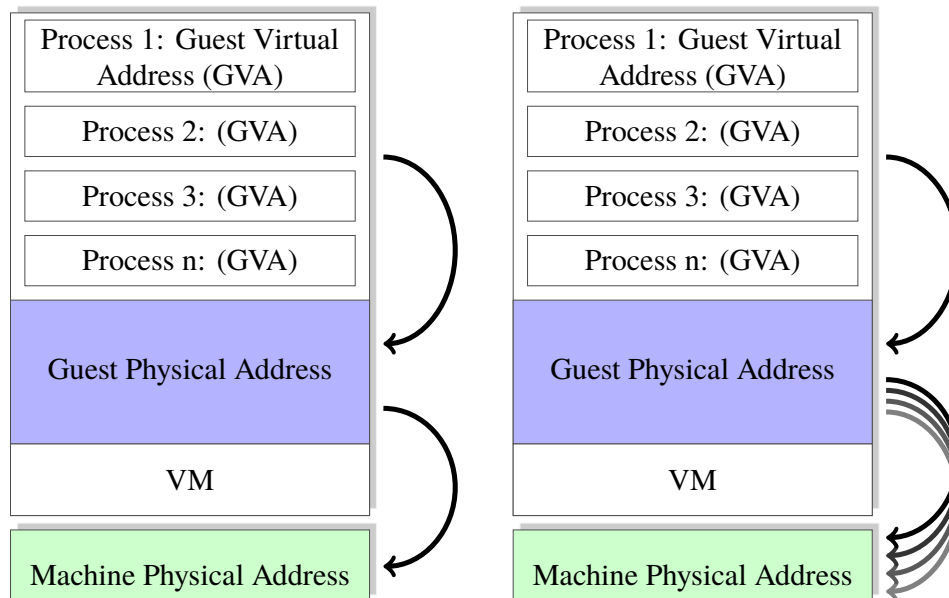 Process 1: Guest Virtual
Address (GVA)
Process 2: (GVA)
Process 3: (GVA)
Process n: (GVA)
Guest Physical Address
VM
Machine Physical Address
Process 1: Guest Virtual
Address (GVA)
Process 2: (GVA)
Process 3: (GVA)
Process n: (GVA)
Guest Physical Address
VM
Machine Physical Address